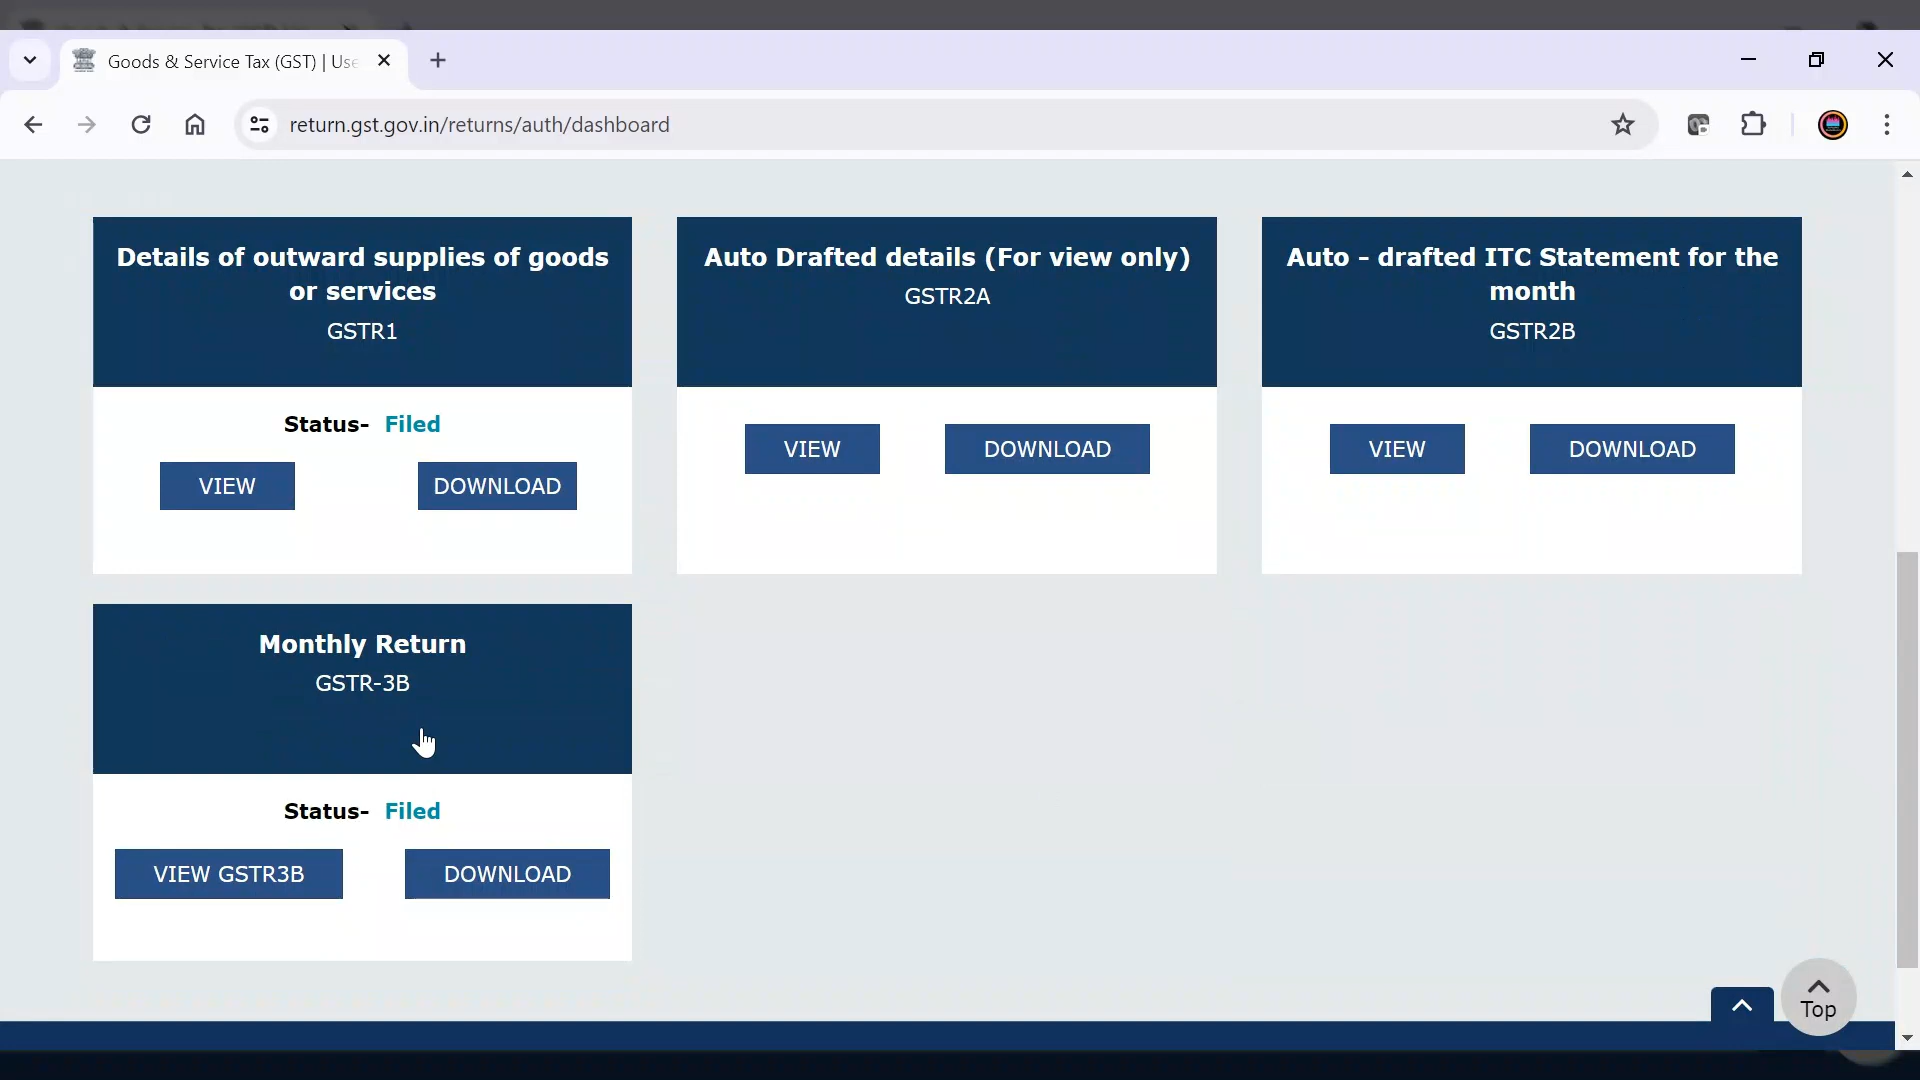 Goods & Service Tax (GST) | Use
return.gst.gov.in/returns/auth/dashboard
Details of outward supplies of goods
or services
GSTR1
Status- Filed
VIEW
DOWNLOAD
Auto Drafted details (For view only)
GSTR2A
VIEW
DOWNLOAD
Auto - drafted ITC Statement for the
month
GSTR2B
VIEW
DOWNLOAD
Monthly Return
GSTR-3B
Status- Filed
VIEW GSTR3B
DOWNLOAD
Top